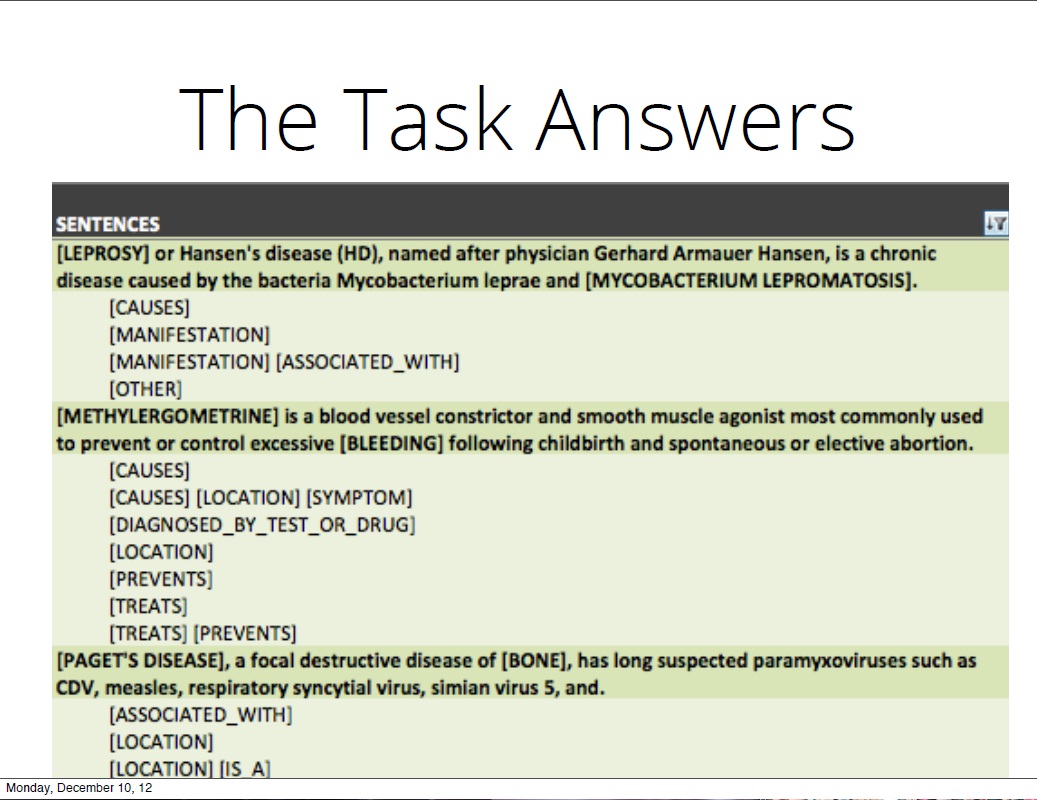 The Task Answers
SENTENCES
[LEPROSY] or Hansen's disease (HD), named after physician Gerhard Armauer Hansen, is a chronic
disease caused by the bacteria Mycobacterium leprae and [MYCOBACTERIUM LEPROMATOSIS].
[CAUSES]
[MANIFESTATION]
[MANIFESTATION] [ASSOCIATED_WITH]
[OTHER]
[METHYLERGOMETRINE] is a blood vessel constrictor and smooth muscle agonist most commonly used
to prevent or control excessive [BLEEDING] following childbirth and spontaneous or elective abortion.
[CAUSES]
[CAUSES] [LOCATION] [SYMPTOM]
[DIAGNOSED_BY_TEST_OR_DRUG]
[LOCATION]
[PREVENTS]
[TREATS]
[TREATS] [PREVENTS]
[PAGET'S DISEASE], a focal destructive disease of [BONE], has long suspected paramyxoviruses such as
CDV, measles, respiratory syncytial virus, simian virus 5, and.
[ASSOCIATED_WITH]
[LOCATION]
[LOCATION] [IS_A]
Monday, December 10, 12